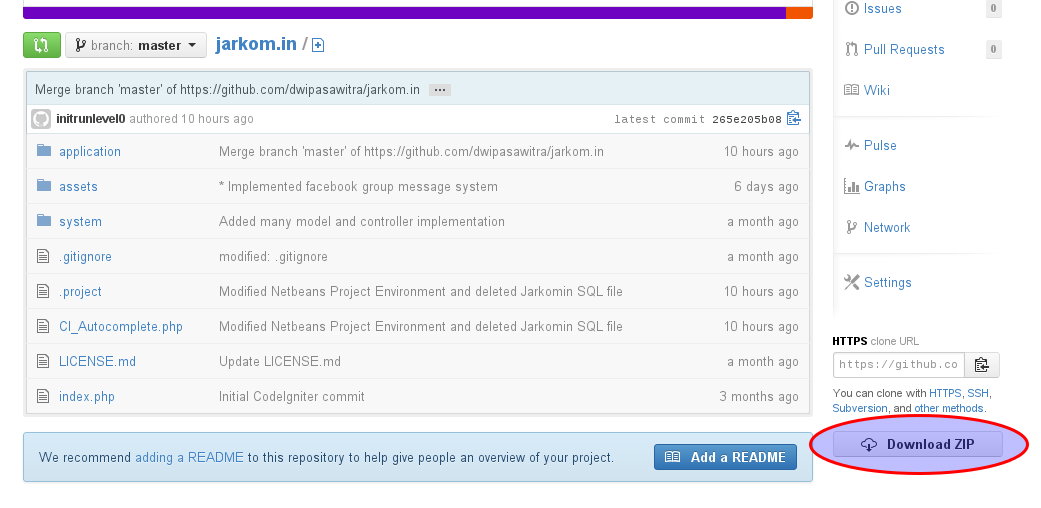 branch: master jarkom.in /
Merge branch 'master' of https://github.com/dwipasawitra/jarkom.in ...
initrunlevel0 authored 10 hours ago latest commit 265e205b08
application Merge branch 'master' of https://github.com/dwipasawitra/jarkom.in 10 hours ago
assets * Implemented facebook group message system 6 days ago
system Added many model and controller implementation a month ago
.gitignore modified: .gitignore a month ago
.project Modified Netbeans Project Environment and deleted Jarkomin SQL file 10 hours ago
CI_Autocomplete.php Modified Netbeans Project Environment and deleted Jarkomin SQL file 10 hours ago
LICENSE.md Update LICENSE.md a month ago
index.php Initial CodeIgniter commit 3 months ago
We recommend adding a README to this repository to help give people an overview of your project. Add a README
Issues 0
Pull Requests 0
Wiki
Pulse
Graphs
Network
Settings
HTTPS clone URL
https://github.co
You can clone with HTTPS, SSH,
Subversion, and other methods.
Download ZIP